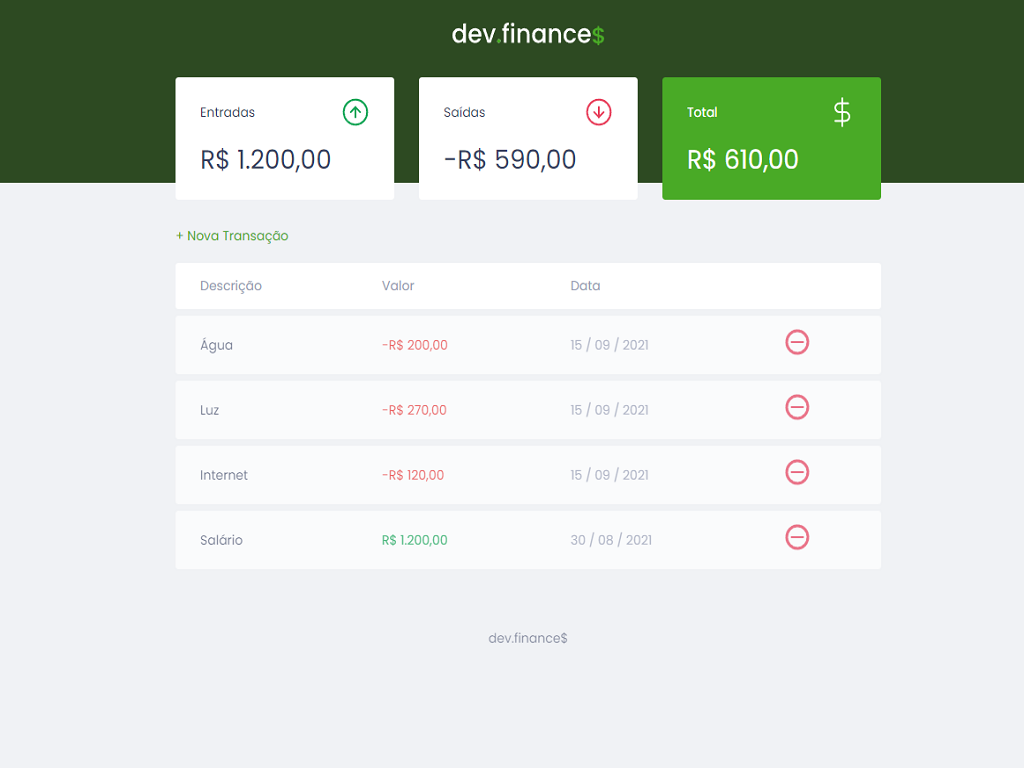 dev.finance$
Entradas
R$ 1.200,00
Saídas
-R$ 590,00
Total
$
R$ 610,00
+ Nova Transação
Descrição Valor Data
Água -R$ 200,00 15 / 09 / 2021
Luz -R$ 270,00 15 / 09 / 2021
Internet -R$ 120,00 15 / 09 / 2021
Salário R$ 1.200,00 30 / 08 / 2021
dev.finance$